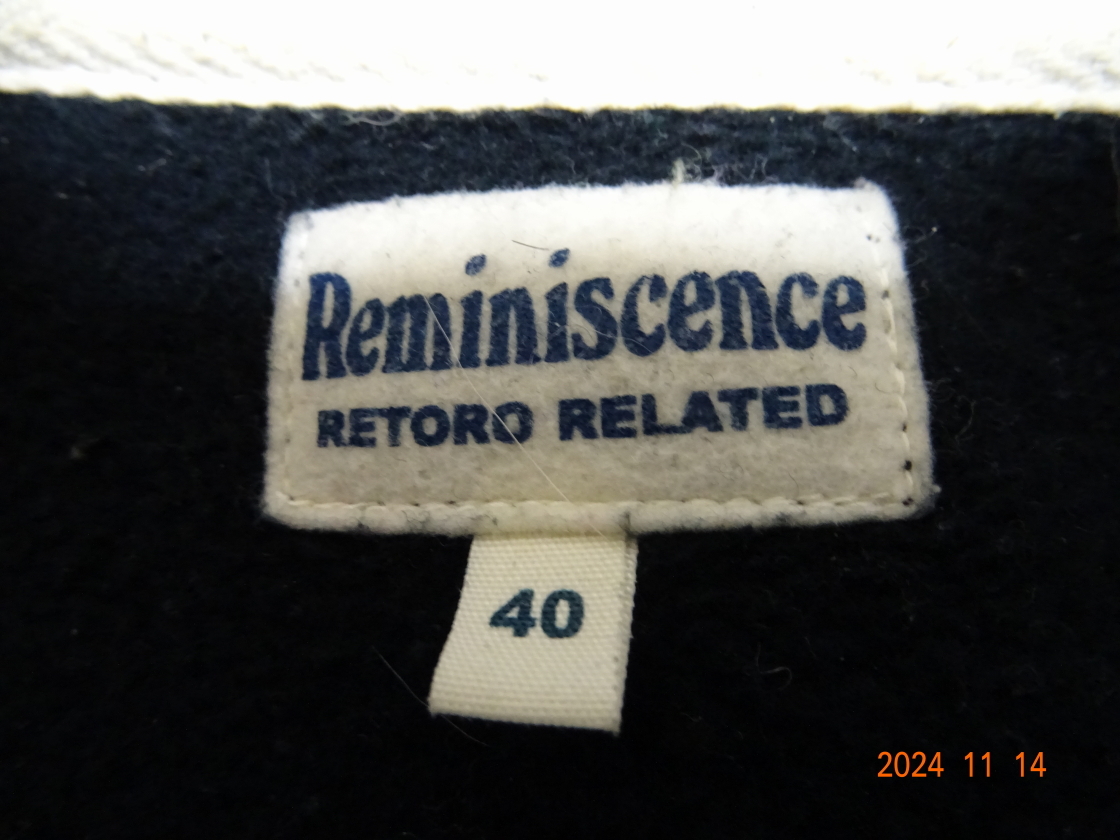 Reminiscence
RETORO RELATED
40
2024 11 14